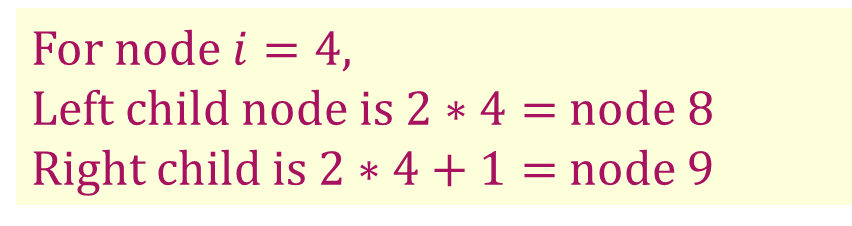 For node i = 4,
Left child node is 2 ∗ 4 = node 8
Right child is 2 ∗ 4 + 1 = node 9